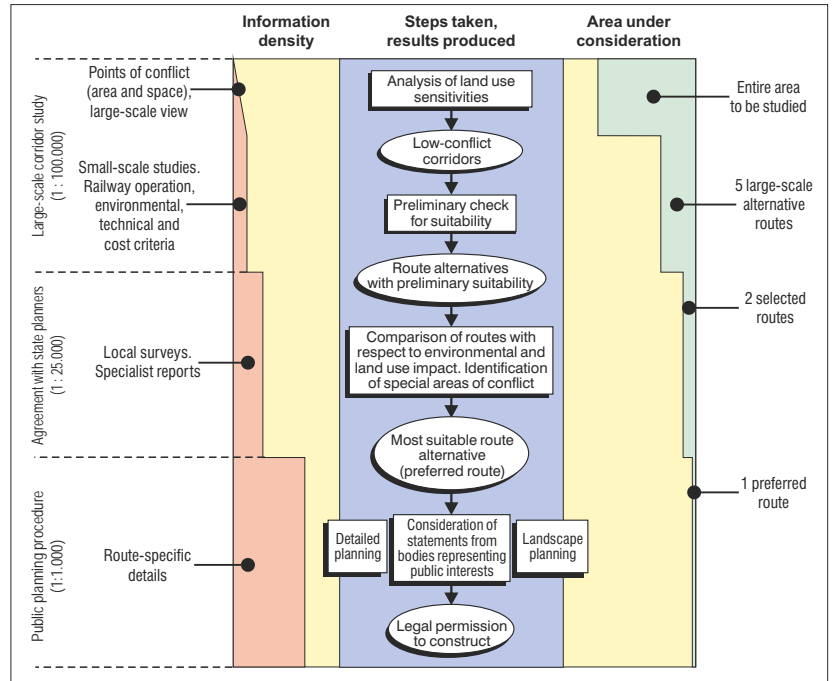 Information
density
Steps taken,
results produced
Area under
consideration
Large-scale corridor study
(1 : 100.000)
Points of conflict
(area and space),
large-scale view
Small-scale studies.
Railway operation,
environmental,
technical and
cost criteria
Analysis of land use
sensitivities
Low-conflict
corridors
Preliminary check
for suitability
Route alternatives
with preliminary suitability
Entire area
to be studied
5 large-scale
alternative
routes
Agreement with state planners
(1 : 25.000)
Local surveys.
Specialist reports
Comparison of routes with
respect to environmental and
land use impact. Identification
of special areas of conflict
Most suitable route
alternative
(preferred route)
2 selected
routes
1 preferred
route
Public planning procedure
(1:1.000)
Route-specific
details
Detailed
planning
Consideration of
statements from
bodies representing
public interests
Landscape
planning
Legal permission
to construct